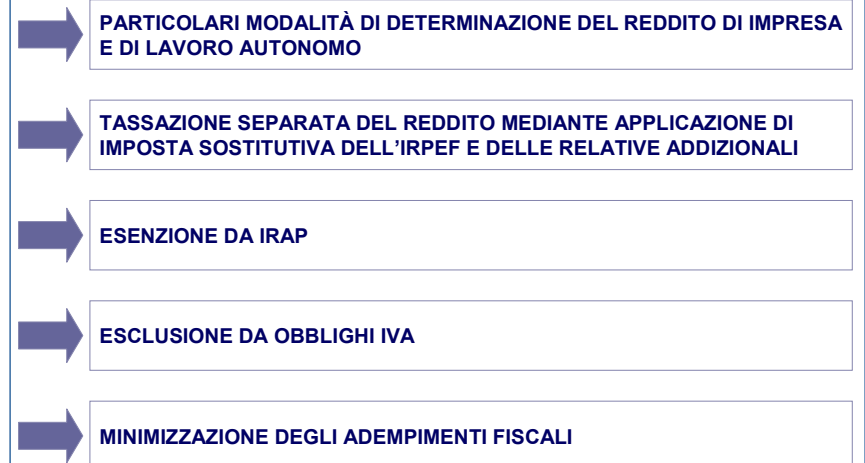 PARTICOLARI MODALITÀ DI DETERMINAZIONE DEL REDDITO DI IMPRESA
E DI LAVORO AUTONOMO
TASSAZIONE SEPARATA DEL REDDITO MEDIANTE APPLICAZIONE DI
IMPOSTA SOSTITUTIVA DELL’IRPEF E DELLE RELATIVE ADDIZIONALI
ESENZIONE DA IRAP
ESCLUSIONE DA OBBLIGHI IVA
MINIMIZZAZIONE DEGLI ADEMPIMENTI FISCALI